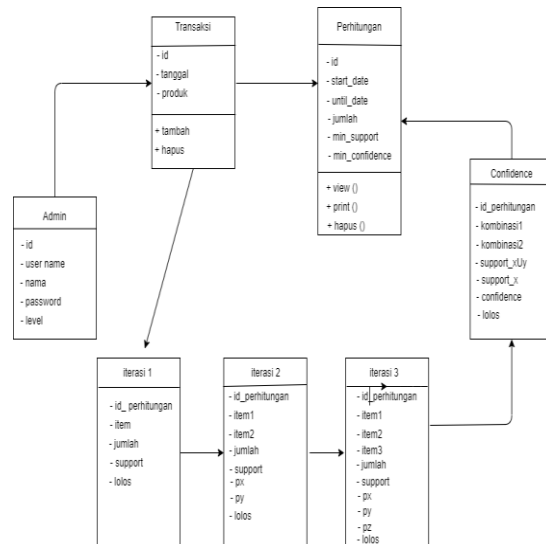 Transaksi
- id
- tanggal
- produk
+ tambah
+ hapus
Perhitungan
- id
- start_date
- until_date
- jumlah
- min_support
- min_confidence
+ view ()
+ print ()
+ hapus ()
Confidence
- id_perhitungan
- kombinasi1
- kombinasi2
- support_xUy
- support_x
- confidence
- lolos
Admin
- id
- user name
- nama
- password
- level
iterasi 1
- id_ perhitungan
- item
- jumlah
- support
- lolos
iterasi 2
- id_perhitungan
- item1
- item2
- jumlah
- support
- px
- py
- lolos
iterasi 3
- id_perhitungan
- item1
- item2
- item3
- jumlah
- support
- px
- py
- pz
- lolos